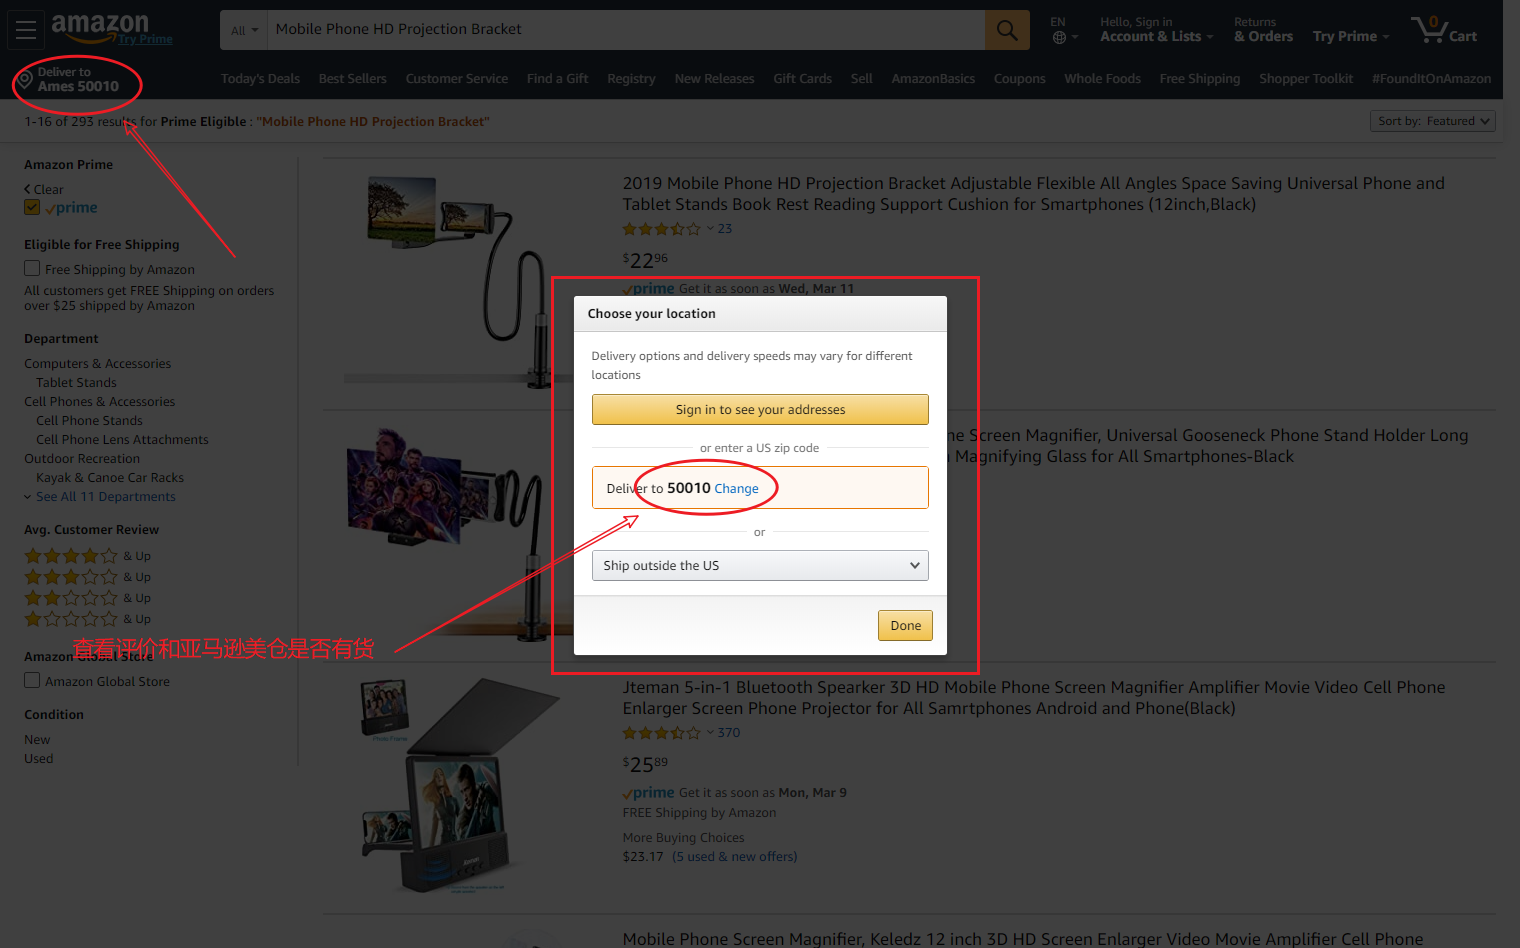 amazon
Try Prime
All
Mobile Phone HD Projection Bracket
EN
Hello, Sign in
Account & Lists
Returns
& Orders
Try Prime
0
Cart
Deliver to
Ames 50010
Today's Deals
Best Sellers
Customer Service
Find a Gift
Registry
New Releases
Gift Cards
Sell
AmazonBasics
Coupons
Whole Foods
Free Shipping
Shopper Toolkit
#FoundItOnAmazon
1-16 of 293 results for Prime Eligible : "Mobile Phone HD Projection Bracket"
Sort by: Featured
Amazon Prime
Clear
prime
Eligible for Free Shipping
Free Shipping by Amazon
All customers get FREE Shipping on orders
over $25 shipped by Amazon
Department
Computers & Accessories
Tablet Stands
Cell Phones & Accessories
Cell Phone Stands
Cell Phone Lens Attachments
Outdoor Recreation
Kayak & Canoe Car Racks
See All 11 Departments
Avg. Customer Review
& Up
& Up
& Up
& Up
查看评价和亚马逊美仓是否有货
Amazon Global Store
Amazon Global Store
Condition
New
Used
2019 Mobile Phone HD Projection Bracket Adjustable Flexible All Angles Space Saving Universal Phone and
Tablet Stands Book Rest Reading Support Cushion for Smartphones (12inch,Black)
23
$22 96
prime Get it as soon as Wed, Mar 11
Choose your location
Delivery options and delivery speeds may vary for different
locations
Sign in to see your addresses
or enter a US zip code
Deliver to 50010 Change
or
Ship outside the US
Done
ne Screen Magnifier, Universal Gooseneck Phone Stand Holder Long
Magnifying Glass for All Smartphones-Black
Jteman 5-in-1 Bluetooth Spearker 3D HD Mobile Phone Screen Magnifier Amplifier Movie Video Cell Phone
Enlarger Screen Phone Projector for All Samrtphones Android and Phone(Black)
370
$25 89
prime Get it as soon as Mon, Mar 9
FREE Shipping by Amazon
More Buying Choices
$23.17 (5 used & new offers)
Mobile Phone Screen Magnifier, Keledz 12 inch 3D HD Screen Enlarger Video Movie Amplifier Cell Phone